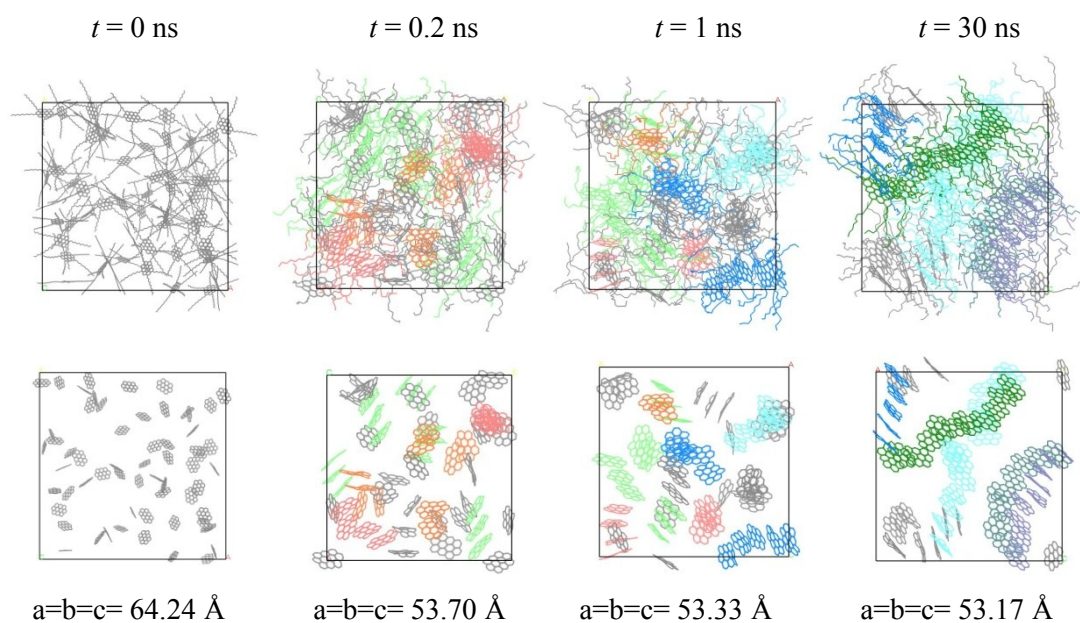 t = 0 ns
t = 0.2 ns
t = 1 ns
t = 30 ns
a=b=c= 64.24 Å
a=b=c= 53.70 Å
a=b=c= 53.33 Å
a=b=c= 53.17 Å